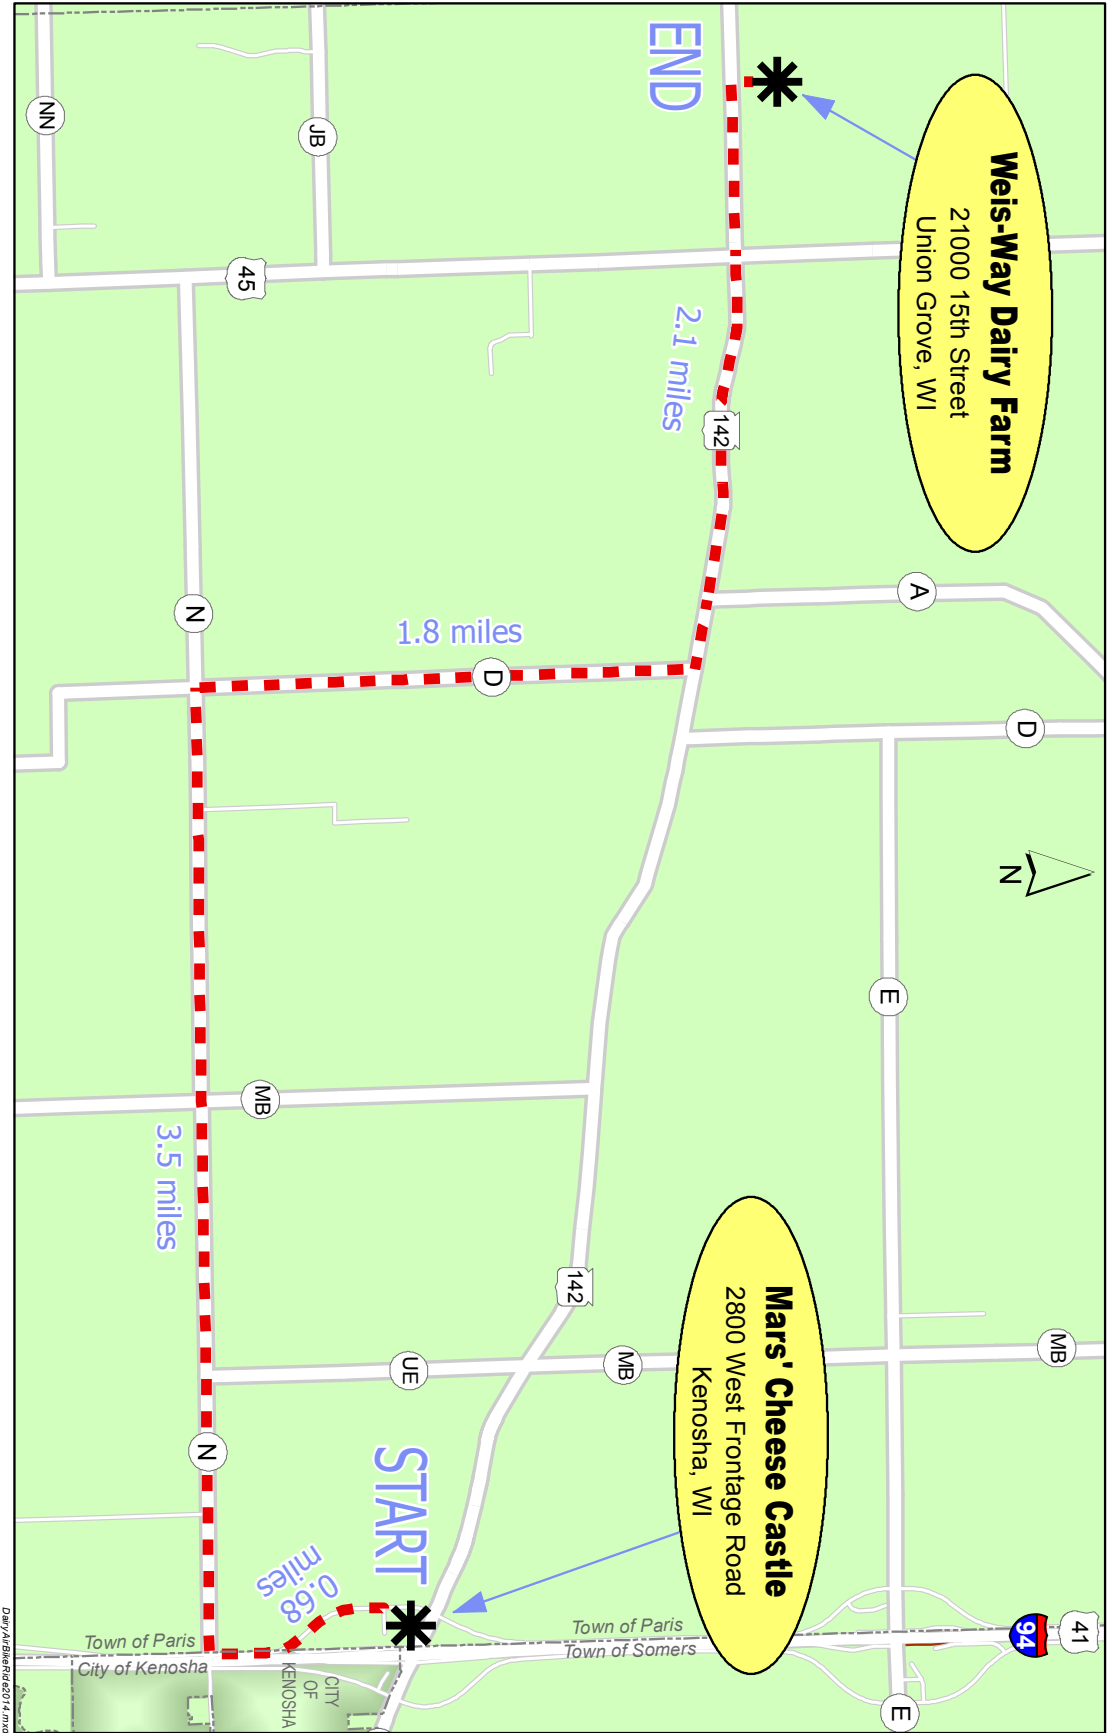 Weis-Way Dairy Farm
21000 15th Street
Union Grove, WI
END
NN
JB
45
2.1 miles
142
A
N
1.8 miles
D
D
N
E
MB
3.5 miles
142
Mars' Cheese Castle
2800 West Frontage Road
Kenosha, WI
MB
MB
UE
N
START
0.68
miles
41
94
E
Town of Paris
City of Kenosha
Town of Paris
Town of Somers
CITY
OF
KENOSHA
DairyAirBikeRide2014.mxd